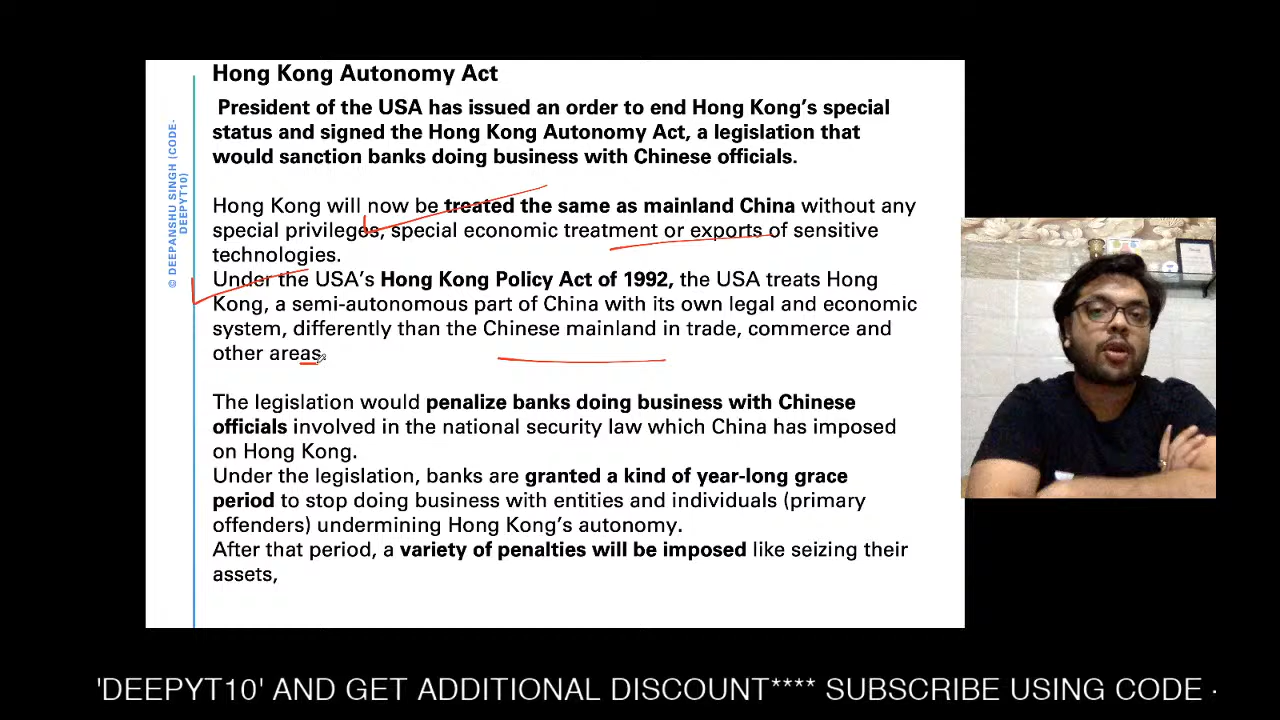 Hong Kong Autonomy Act
President of the USA has issued an order to end Hong Kong's special
status and signed the Hong Kong Autonomy Act, a legislation that
would sanction banks doing business with Chinese officials.
Hong Kong will now be treated the same as mainland China without any
special privileges, special economic treatment or exports of sensitive
technologies.
Under the USA's Hong Kong Policy Act of 1992, the USA treats Hong
Kong, a semi-autonomous part of China with its own legal and economic
system, differently than the Chinese mainland in trade, commerce and
other areas.
The legislation would penalize banks doing business with Chinese
officials involved in the national security law which China has imposed
on Hong Kong.
Under the legislation, banks are granted a kind of year-long grace
period to stop doing business with entities and individuals (primary
offenders) undermining Hong Kong's autonomy.
After that period, a variety of penalties will be imposed like seizing their
assets,
© DEEPANSHU SINGH (CODE-
DEEPYT10)
'DEEPYT10' AND GET ADDITIONAL DISCOUNT**** SUBSCRIBE USING CODE -